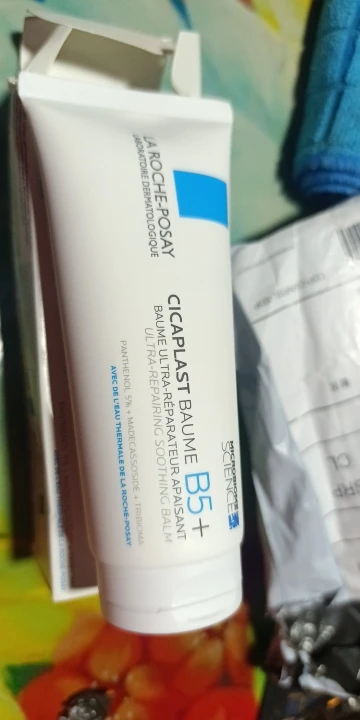 LA ROCHE-POSAY
LABORATOIRE DERMATOLOGIQUE
MICROBIOME
SCIENCE
CICAPLAST BAUME B5+
BAUME ULTRA-RÉPARATEUR APAISANT
ULTRA-REPAIRING SOOTHING BALM
PANTHENOL 5% + MADECASSOSIDE + TRIBIOMA
AVEC DE L'EAU THERMALE DE LA ROCHE-POSAY